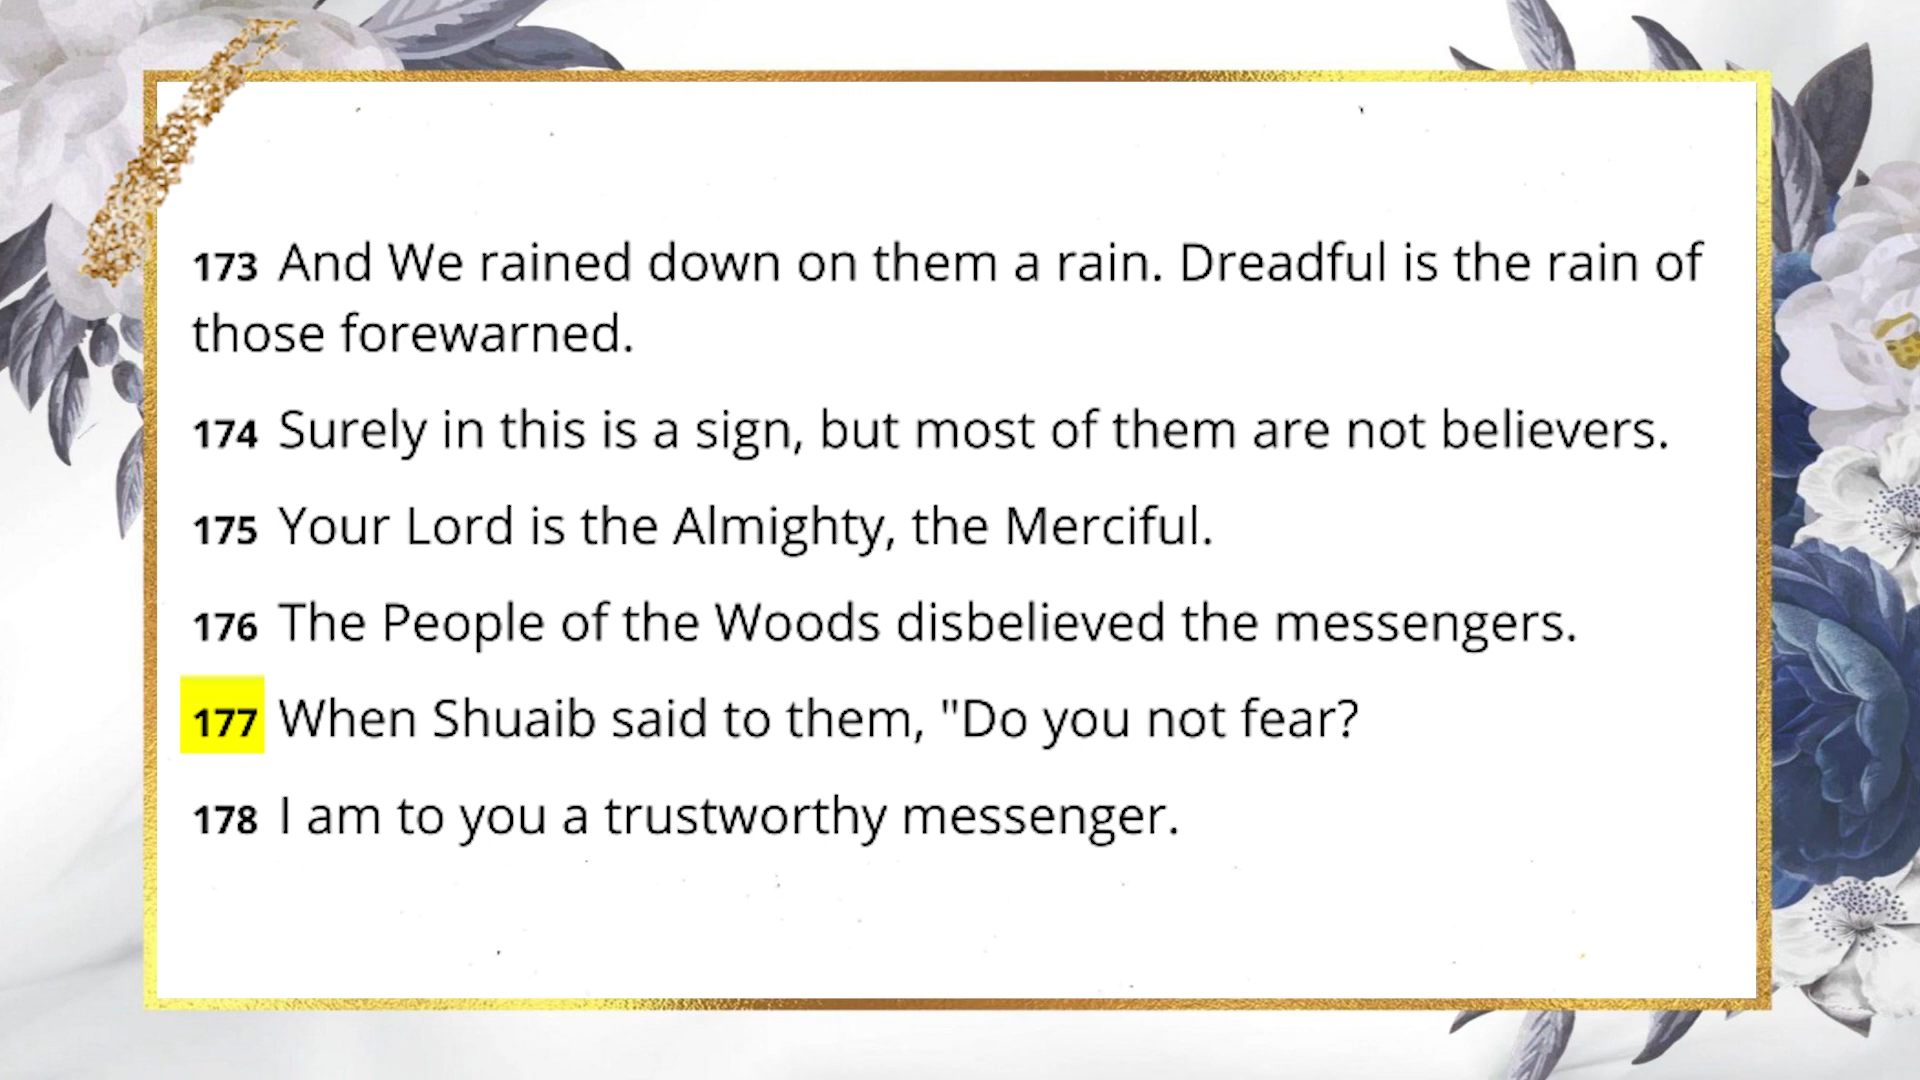 173 And We rained down on them a rain. Dreadful is the rain of
those forewarned.
174 Surely in this is a sign, but most of them are not believers.
175 Your Lord is the Almighty, the Merciful.
176 The People of the Woods disbelieved the messengers.
177 When Shuaib said to them, "Do you not fear?
178 I am to you a trustworthy messenger.